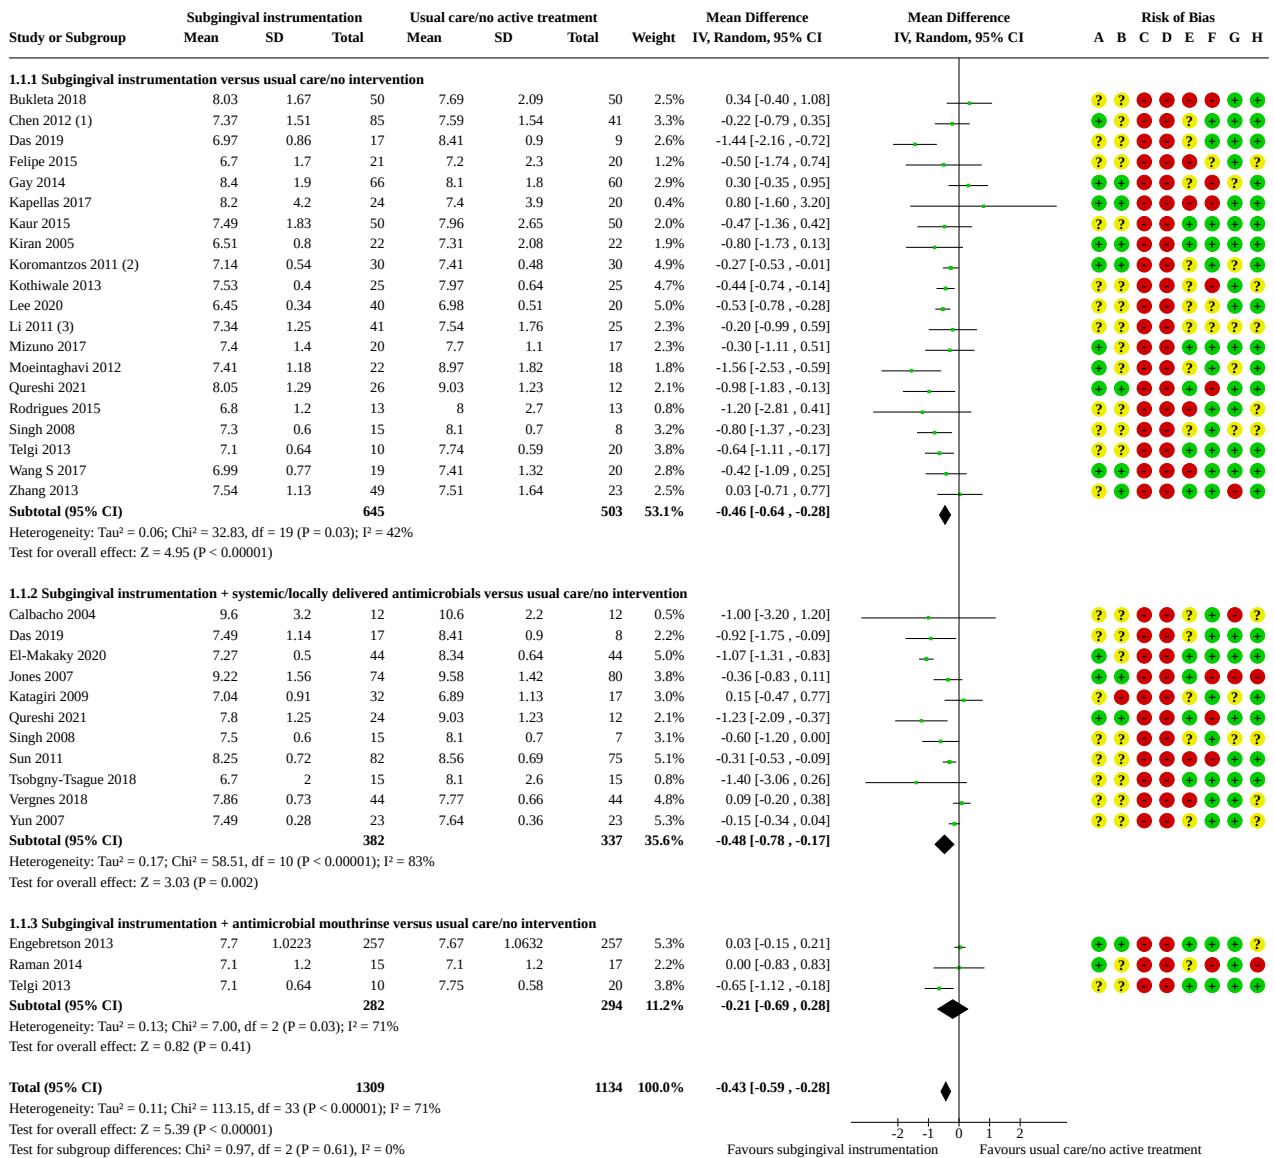 Subgingival instrumentation Usual care/no active treatment Mean Difference Mean Difference Risk of Bias
Study or Subgroup Mean SD Total Mean SD Total Weight IV, Random, 95% CI IV, Random, 95% CI A B C D E F G H
1.1.1 Subgingival instrumentation versus usual care/no intervention
Bukleta 2018 8.03 1.67 50 7.69 2.09 50 2.5% 0.34 [-0.40 , 1.08] ? ? - - - - + +
Chen 2012 (1) 7.37 1.51 85 7.59 1.54 41 3.3% -0.22 [-0.79 , 0.35] + ? - - ? + + +
Das 2019 6.97 0.86 17 8.41 0.9 9 2.6% -1.44 [-2.16 , -0.72] ? ? - - ? + + +
Felipe 2015 6.7 1.7 21 7.2 2.3 20 1.2% -0.50 [-1.74 , 0.74] ? ? - - - ? + ?
Gay 2014 8.4 1.9 66 8.1 1.8 60 2.9% 0.30 [-0.35 , 0.95] + + - - ? - ? +
Kapellas 2017 8.2 4.2 24 7.4 3.9 20 0.4% 0.80 [-1.60 , 3.20] + + - - - - + +
Kaur 2015 7.49 1.83 50 7.96 2.65 50 2.0% -0.47 [-1.36 , 0.42] ? ? - - + + + +
Kiran 2005 6.51 0.8 22 7.31 2.08 22 1.9% -0.80 [-1.73 , 0.13] + + - - + + + +
Koromantzos 2011 (2) 7.14 0.54 30 7.41 0.48 30 4.9% -0.27 [-0.53 , -0.01] + + - - ? + ? +
Kothiwale 2013 7.53 0.4 25 7.97 0.64 25 4.7% -0.44 [-0.74 , -0.14] ? ? - - ? - + ?
Lee 2020 6.45 0.34 40 6.98 0.51 20 5.0% -0.53 [-0.78 , -0.28] ? ? - - ? ? + +
Li 2011 (3) 7.34 1.25 41 7.54 1.76 25 2.3% -0.20 [-0.99 , 0.59] ? ? - - ? ? ? ?
Mizuno 2017 7.4 1.4 20 7.7 1.1 17 2.3% -0.30 [-1.11 , 0.51] + ? - - + + + +
Moeintaghavi 2012 7.41 1.18 22 8.97 1.82 18 1.8% -1.56 [-2.53 , -0.59] + ? - - ? + ? +
Qureshi 2021 8.05 1.29 26 9.03 1.23 12 2.1% -0.98 [-1.83 , -0.13] + + - - + - + +
Rodrigues 2015 6.8 1.2 13 8 2.7 13 0.8% -1.20 [-2.81 , 0.41] ? ? - - - + + ?
Singh 2008 7.3 0.6 15 8.1 0.7 8 3.2% -0.80 [-1.37 , -0.23] ? ? - - ? + ? ?
Telgi 2013 7.1 0.64 10 7.74 0.59 20 3.8% -0.64 [-1.11 , -0.17] ? ? - - + + + +
Wang S 2017 6.99 0.77 19 7.41 1.32 20 2.8% -0.42 [-1.09 , 0.25] + + - - - + + +
Zhang 2013 7.54 1.13 49 7.51 1.64 23 2.5% 0.03 [-0.71 , 0.77] ? + - - + + - +
Subtotal (95% CI) 645 503 53.1% -0.46 [-0.64 , -0.28]
Heterogeneity: Tau² = 0.06; Chi² = 32.83, df = 19 (P = 0.03); I² = 42%
Test for overall effect: Z = 4.95 (P < 0.00001)
1.1.2 Subgingival instrumentation + systemic/locally delivered antimicrobials versus usual care/no intervention
Calbacho 2004 9.6 3.2 12 10.6 2.2 12 0.5% -1.00 [-3.20 , 1.20] ? ? - - ? + - ?
Das 2019 7.49 1.14 17 8.41 0.9 8 2.2% -0.92 [-1.75 , -0.09] ? ? - - ? + + +
El-Makaky 2020 7.27 0.5 44 8.34 0.64 44 5.0% -1.07 [-1.31 , -0.83] + ? - - + + + +
Jones 2007 9.22 1.56 74 9.58 1.42 80 3.8% -0.36 [-0.83 , 0.11] + + - - + - - -
Katagiri 2009 7.04 0.91 32 6.89 1.13 17 3.0% 0.15 [-0.47 , 0.77] ? - - - ? + ? +
Qureshi 2021 7.8 1.25 24 9.03 1.23 12 2.1% -1.23 [-2.09 , -0.37] + + - - + - + +
Singh 2008 7.5 0.6 15 8.1 0.7 7 3.1% -0.60 [-1.20 , 0.00] ? ? - - ? + ? ?
Sun 2011 8.25 0.72 82 8.56 0.69 75 5.1% -0.31 [-0.53 , -0.09] ? ? - - - - + +
Tsobgny-Tsague 2018 6.7 2 15 8.1 2.6 15 0.8% -1.40 [-3.06 , 0.26] ? ? - - + + + +
Vergnes 2018 7.86 0.73 44 7.77 0.66 44 4.8% 0.09 [-0.20 , 0.38] ? ? - - - + + ?
Yun 2007 7.49 0.28 23 7.64 0.36 23 5.3% -0.15 [-0.34 , 0.04] ? ? - - ? + + ?
Subtotal (95% CI) 382 337 35.6% -0.48 [-0.78 , -0.17]
Heterogeneity: Tau² = 0.17; Chi² = 58.51, df = 10 (P < 0.00001); I² = 83%
Test for overall effect: Z = 3.03 (P = 0.002)
1.1.3 Subgingival instrumentation + antimicrobial mouthrinse versus usual care/no intervention
Engebretson 2013 7.7 1.0223 257 7.67 1.0632 257 5.3% 0.03 [-0.15 , 0.21] + + - - + + + ?
Raman 2014 7.1 1.2 15 7.1 1.2 17 2.2% 0.00 [-0.83 , 0.83] + ? - - ? - + -
Telgi 2013 7.1 0.64 10 7.75 0.58 20 3.8% -0.65 [-1.12 , -0.18] ? ? - - + + + +
Subtotal (95% CI) 282 294 11.2% -0.21 [-0.69 , 0.28]
Heterogeneity: Tau² = 0.13; Chi² = 7.00, df = 2 (P = 0.03); I² = 71%
Test for overall effect: Z = 0.82 (P = 0.41)
Total (95% CI) 1309 1134 100.0% -0.43 [-0.59 , -0.28]
Heterogeneity: Tau² = 0.11; Chi² = 113.15, df = 33 (P < 0.00001); I² = 71%
Test for overall effect: Z = 5.39 (P < 0.00001)
-2 -1 0 1 2
Test for subgroup differences: Chi² = 0.97, df = 2 (P = 0.61), I² = 0%
Favours subgingival instrumentation Favours usual care/no active treatment